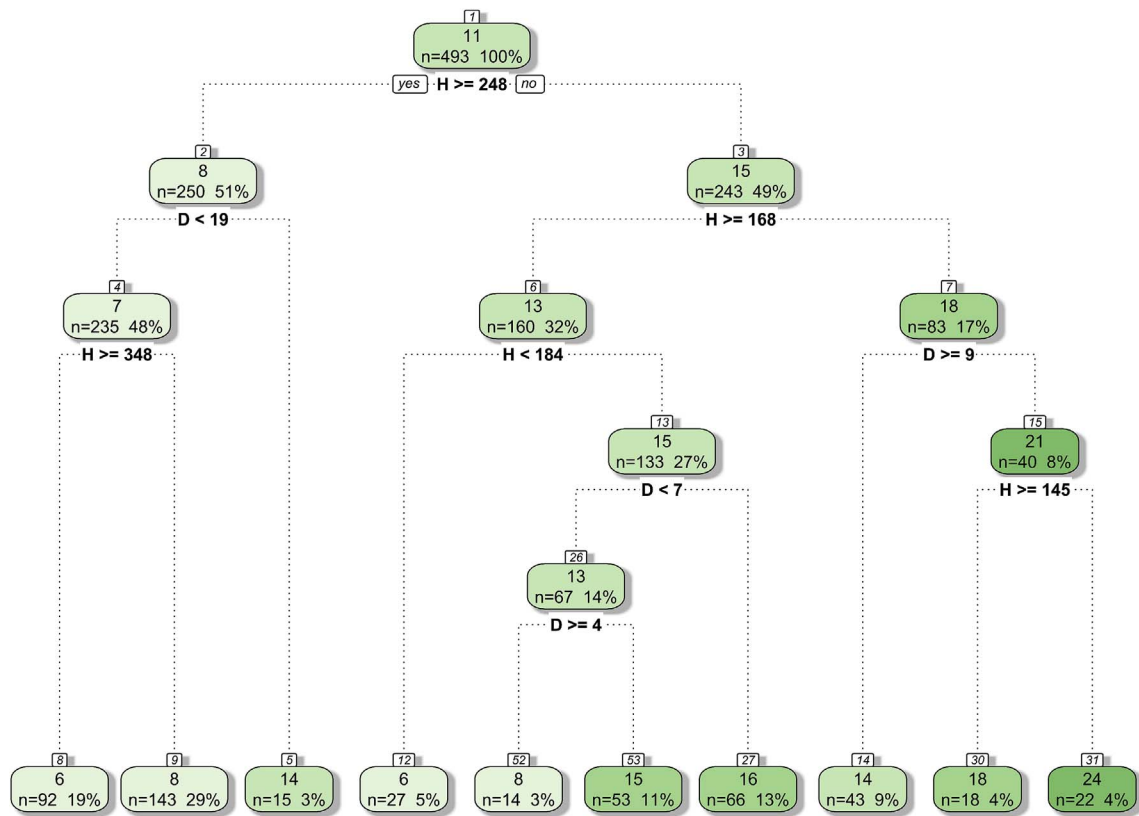 1
11
n=493 100%
yes H >= 248 no
2
8
n=250 51%
D < 19
3
15
n=243 49%
H >= 168
4
7
n=235 48%
H >= 348
6
13
n=160 32%
H < 184
7
18
n=83 17%
D >= 9
13
15
n=133 27%
D < 7
15
21
n=40 8%
H >= 145
26
13
n=67 14%
D >= 4
8
6
n=92 19%
9
8
n=143 29%
5
14
n=15 3%
12
6
n=27 5%
52
8
n=14 3%
53
15
n=53 11%
27
16
n=66 13%
14
14
n=43 9%
30
18
n=18 4%
31
24
n=22 4%